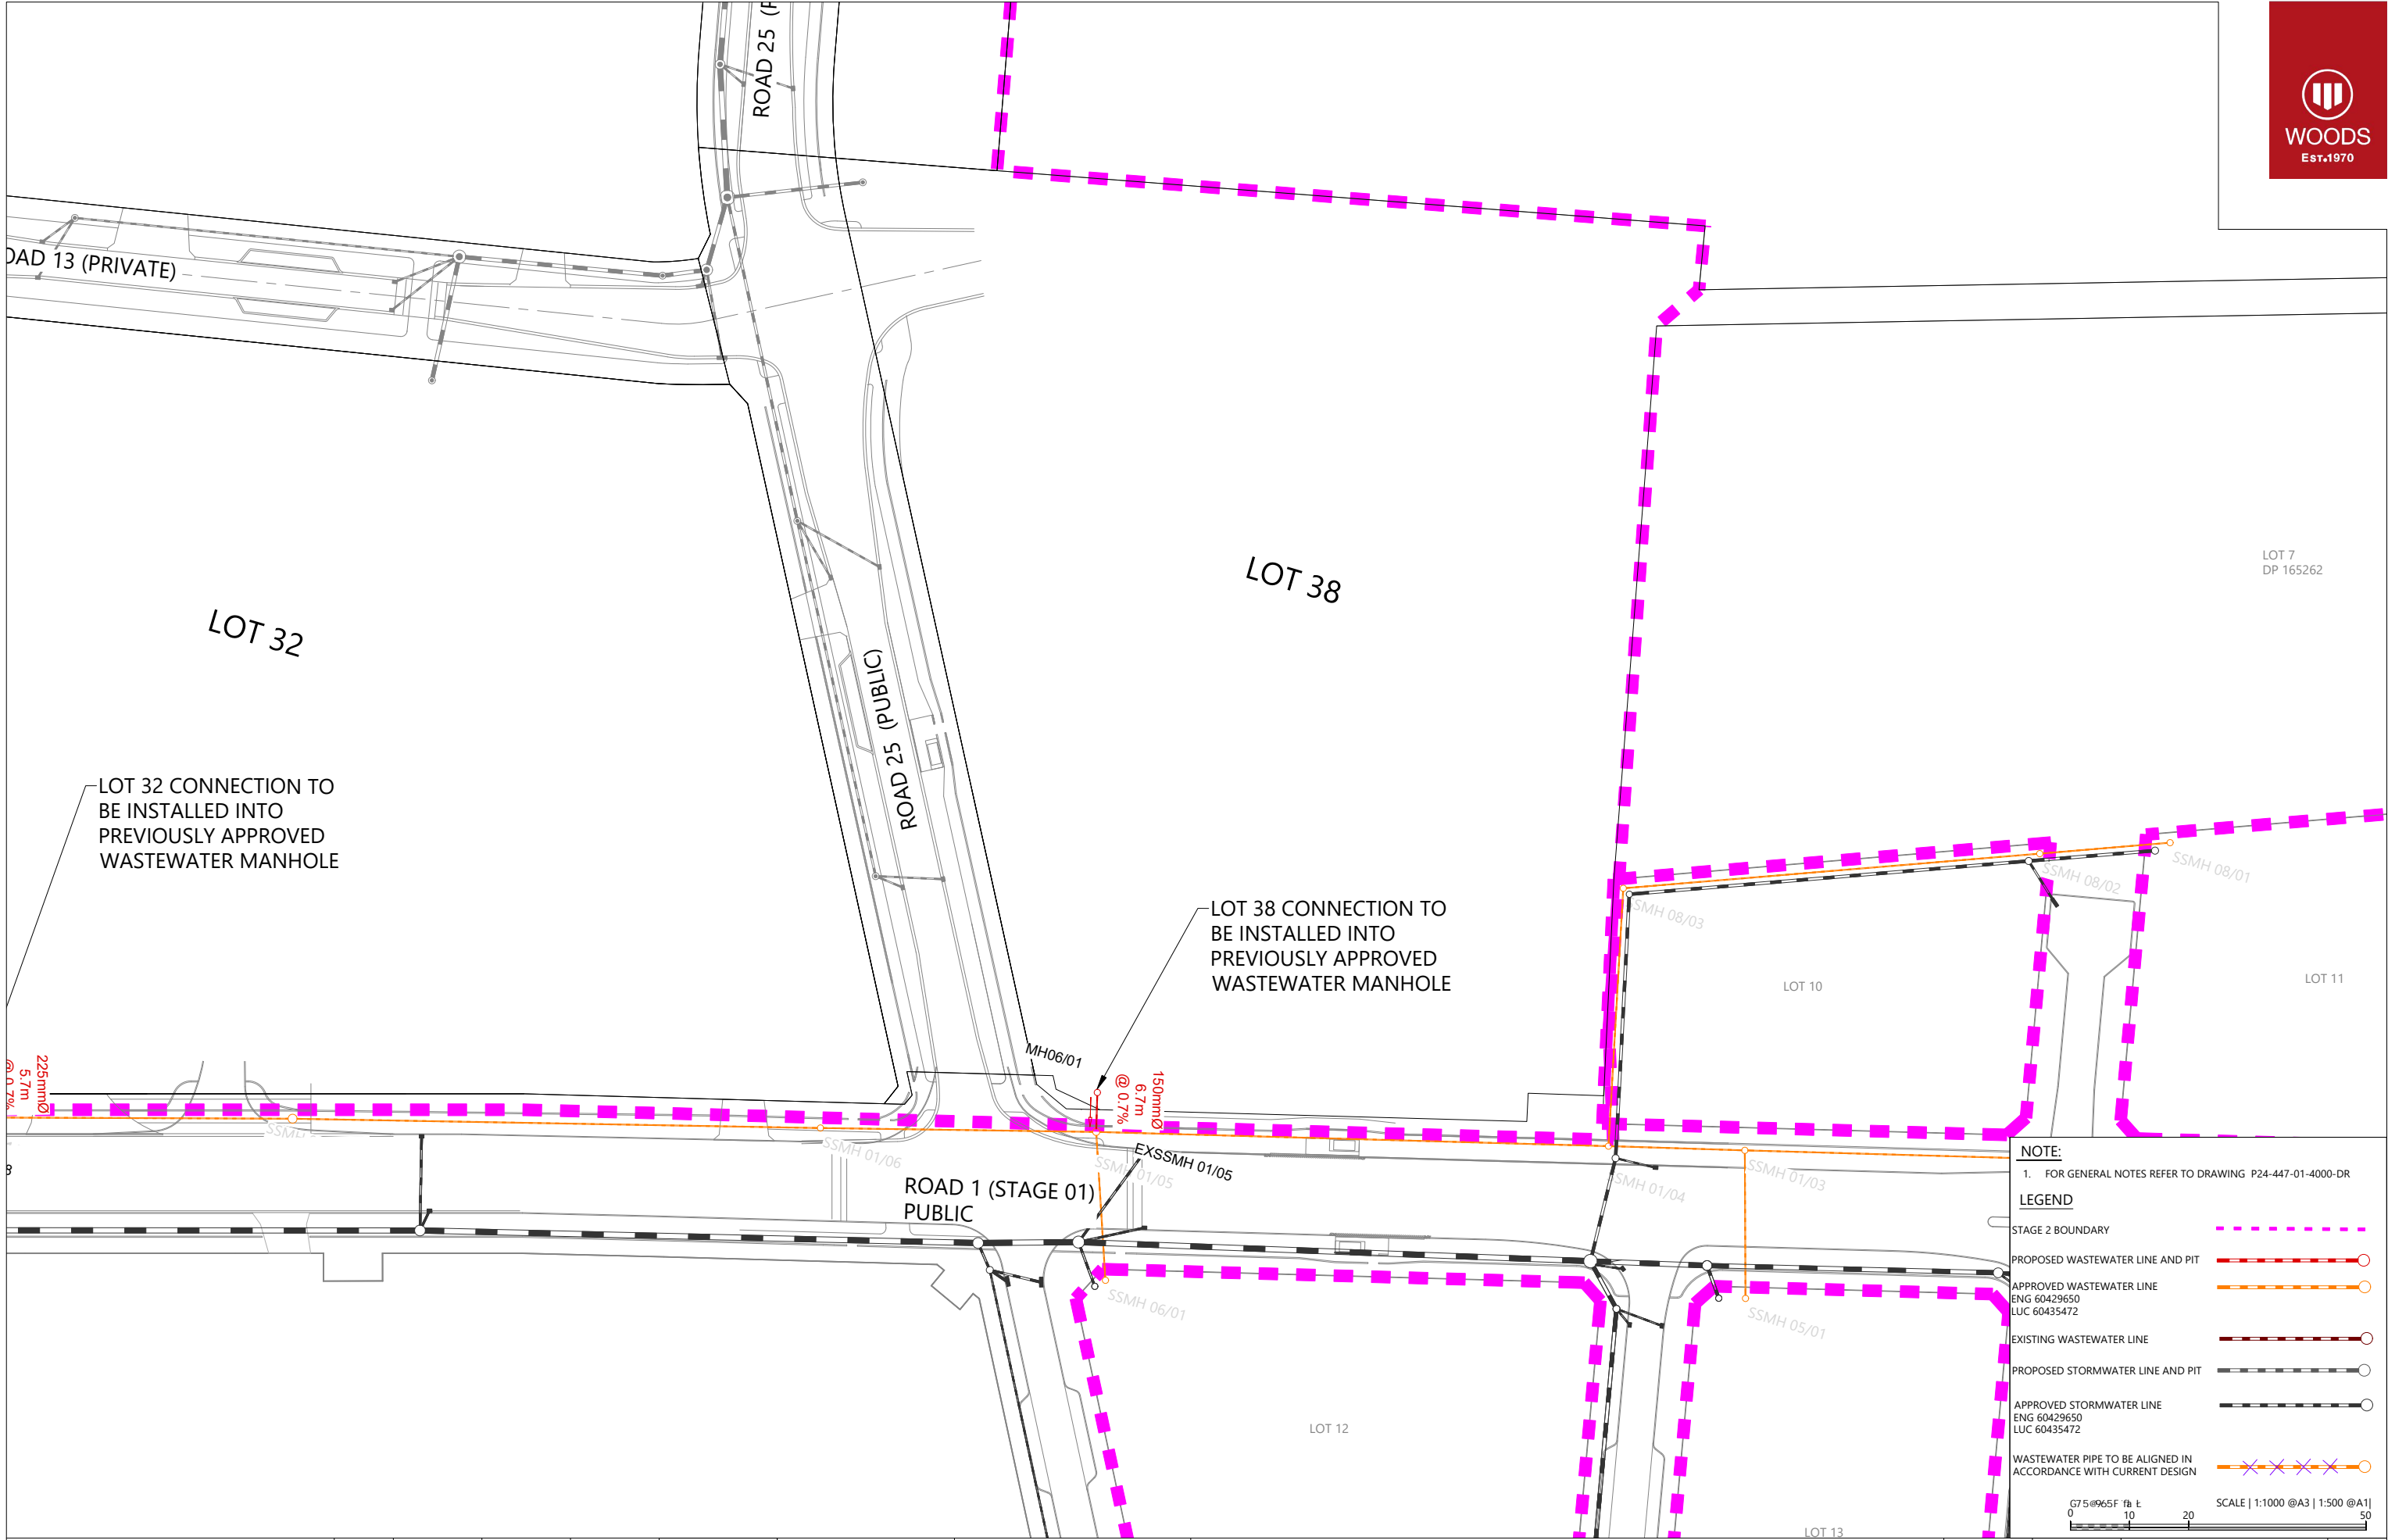 ROAD 25 (P
WOODS
EST.1970
OAD 13 (PRIVATE)
LOT 7
DP 165262
LOT 38
LOT 32
ROAD 25 (PUBLIC)
LOT 32 CONNECTION TO
BE INSTALLED INTO
PREVIOUSLY APPROVED
WASTEWATER MANHOLE
LOT 38 CONNECTION TO
BE INSTALLED INTO
PREVIOUSLY APPROVED
WASTEWATER MANHOLE
SSMH 08/01
SSMH 08/02
SMH 08/03
LOT 10
LOT 11
MH06/01
225mmØ
5.7m
@ 0.7%
150mmØ
6.7m
@ 0.7%
SSMH 01/06
SSMH 01/05
EXSSMH 01/05
SMH 01/04
SSMH 01/03
ROAD 1 (STAGE 01)
PUBLIC
SSMH 06/01
SSMH 05/01
LOT 12
LOT 13
NOTE:
1. FOR GENERAL NOTES REFER TO DRAWING P24-447-01-4000-DR
LEGEND
STAGE 2 BOUNDARY
PROPOSED WASTEWATER LINE AND PIT
APPROVED WASTEWATER LINE
ENG 60429650
LUC 60435472
EXISTING WASTEWATER LINE
PROPOSED STORMWATER LINE AND PIT
APPROVED STORMWATER LINE
ENG 60429650
LUC 60435472
WASTEWATER PIPE TO BE ALIGNED IN
ACCORDANCE WITH CURRENT DESIGN
SCALE | 1:1000 @A3 | 1:500 @A1|
0 10 20 50